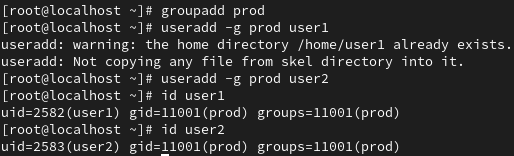 [root@localhost ~]# groupadd prod
[root@localhost ~]# useradd -g prod user1
useradd: warning: the home directory /home/user1 already exists.
useradd: Not copying any file from skel directory into it.
[root@localhost ~]# useradd -g prod user2
[root@localhost ~]# id user1
uid=2582(user1) gid=11001(prod) groups=11001(prod)
[root@localhost ~]# id user2
uid=2583(user2) gid=11001(prod) groups=11001(prod)